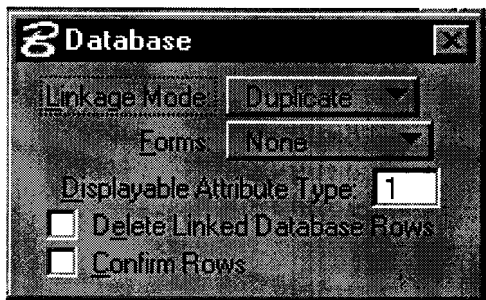 Database
Linkage Mode: Duplicate
Forms: None
Displayable Attribute Type: 1
Delete Linked Database Rows
Confirm Rows